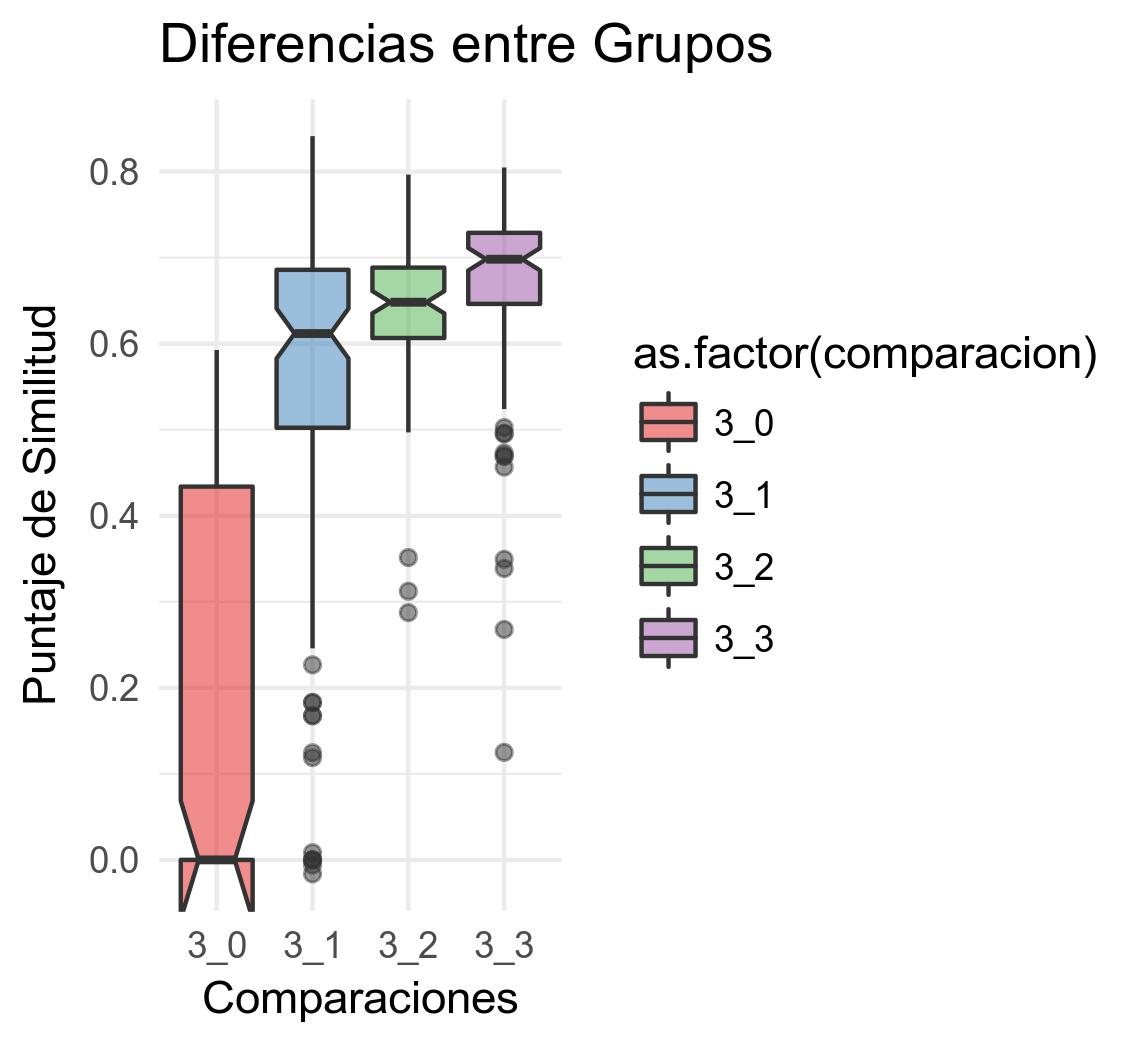 Diferencias entre Grupos
Puntaje de Similitud
0.8
0.6
0.4
0.2
0.0
3_0 3_1 3_2 3_3
Comparaciones
as.factor(comparacion)
3_0
3_1
3_2
3_3